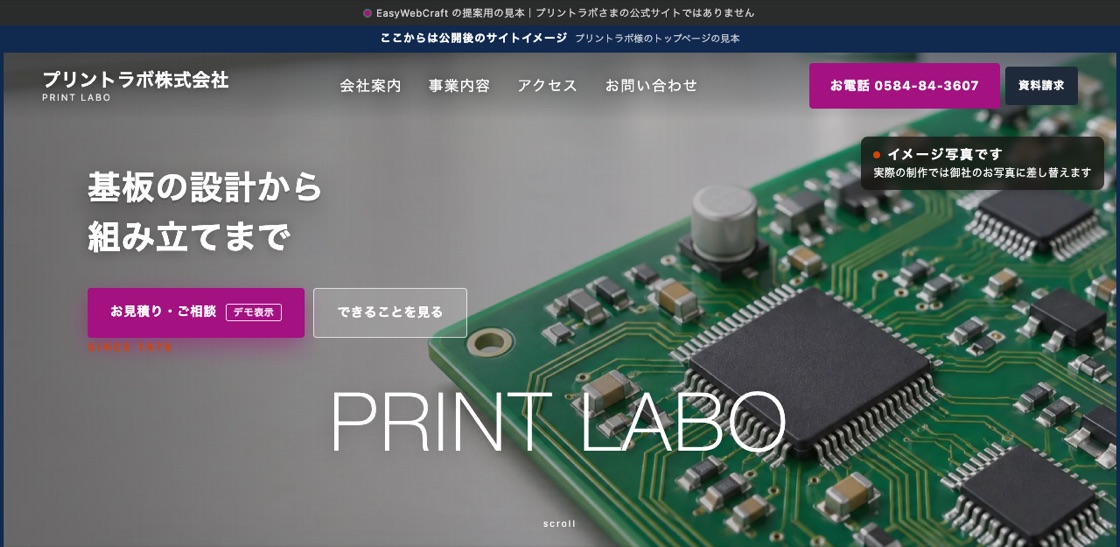 EasyWebCraft の提案用の見本｜プリントラボさまの公式サイトではありません
ここからは公開後のサイトイメージ プリントラボ様のトップページの見本
プリントラボ株式会社
PRINT LABO
会社案内 事業内容 アクセス お問い合わせ
お電話 0584-84-3607
資料請求
イメージ写真です
実際の制作では御社のお写真に差し替えます
基板の設計から
組み立てまで
お見積り・ご相談 デモ表示
できることを見る
PRINT LABO
scroll